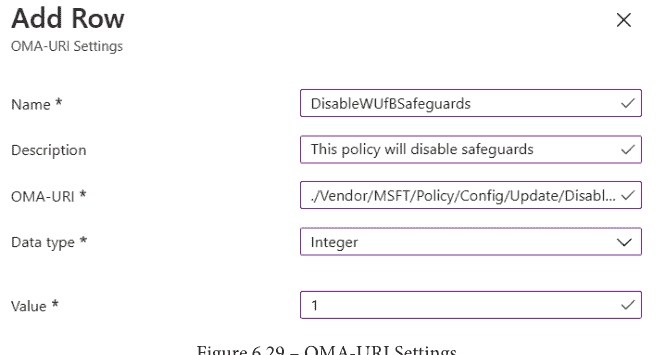 Add Row
OMA-URI Settings
Name * DisableWUfBSafeguards
Description This policy will disable safeguards
OMA-URI * ./Vendor/MSFT/Policy/Config/Update/Disabl...
Data type * Integer
Value * 1
Figure 6.29 – OMA-URI Settings